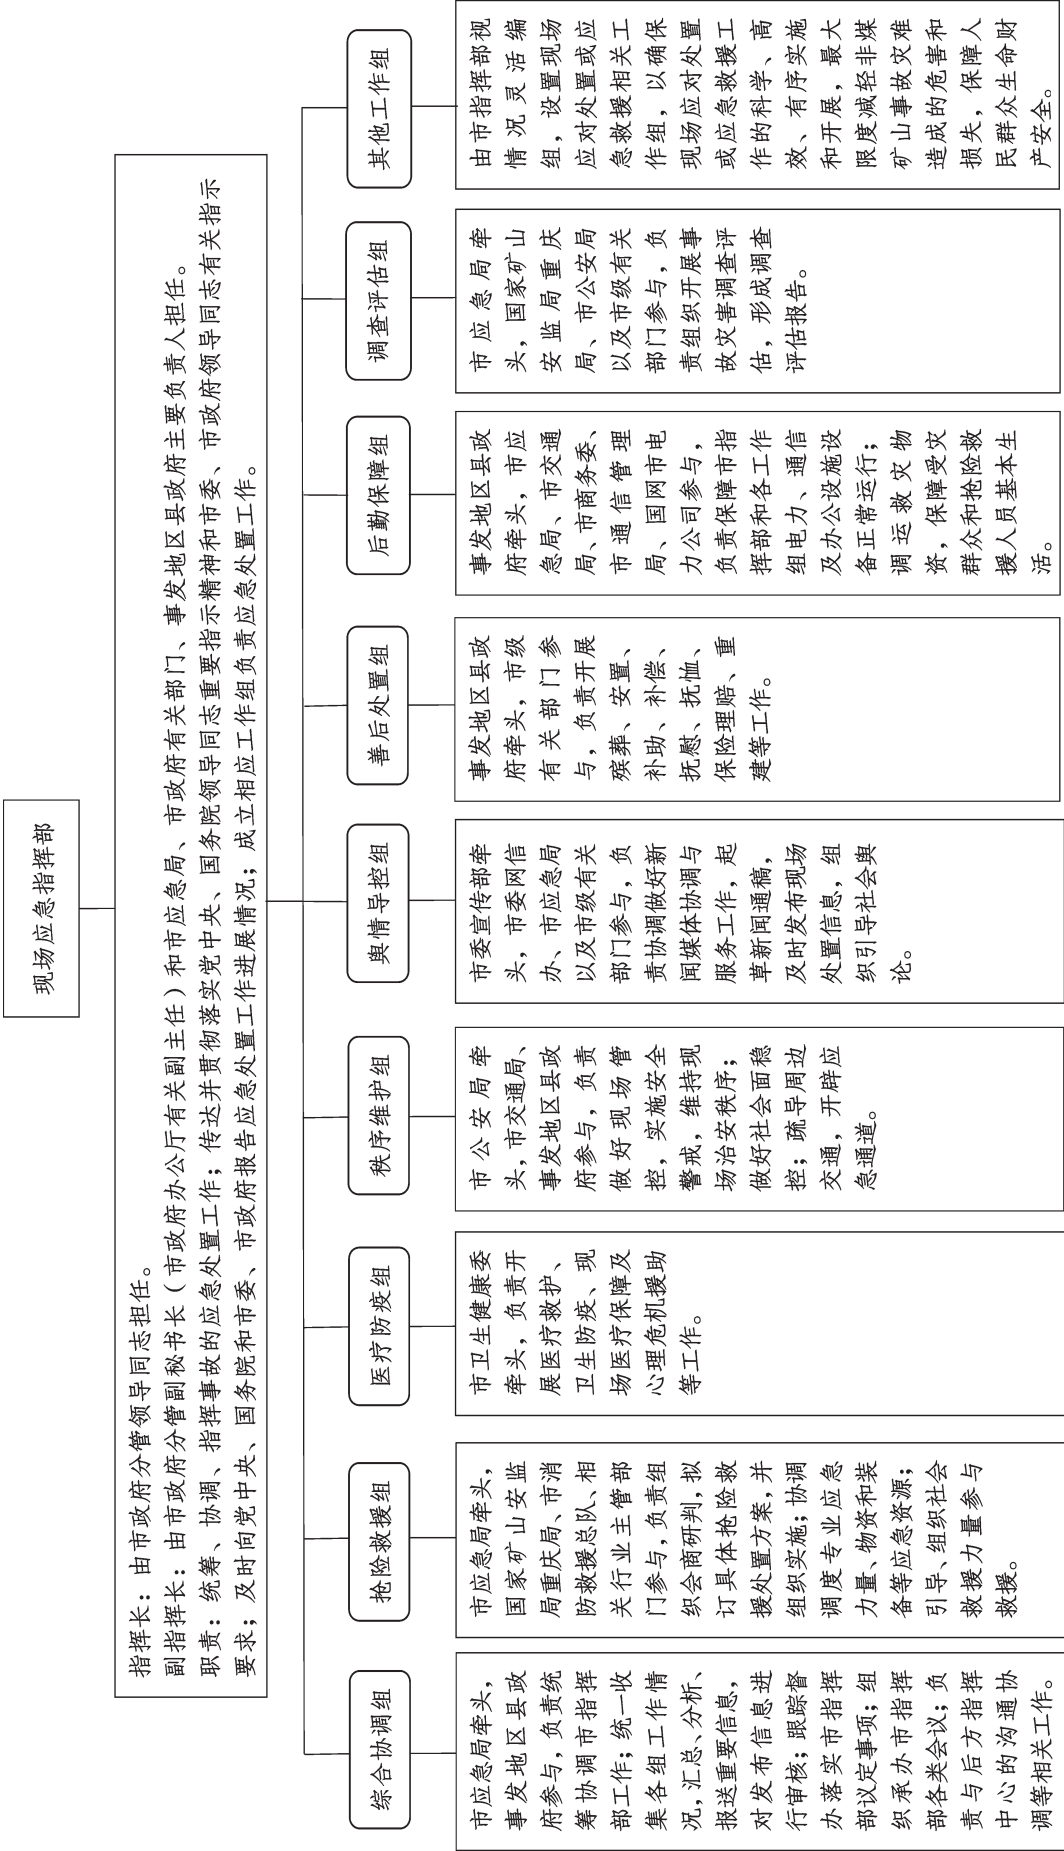 现场应急指挥部
指挥长：由市政府分管领导同志担任。
副指挥长：由市政府分管副秘书长（市政府办公厅有关副主任）和市应急局、市政府有关部门、事发地区县政府主要负责人担任。
职责：统筹、协调、指挥事故的应急处置工作；传达并贯彻落实党中央、国务院领导同志重要指示精神和市委、市政府领导同志有关指示
要求；及时向党中央、国务院和市委、市政府报告应急处置工作进展情况；成立相应工作组负责应急处置工作。
综合协调组
市应急局牵头，
事发地区县政
府参与，负责统
筹协调市指挥
部工作；统一收
集各组工作情
况，汇总、分析、
报送重要信息，
对发布信息进
行审核；跟踪督
办落实市指挥
部议定事项；组
织承办市指挥
部各类会议；负
责与后方指挥
中心的沟通协
调等相关工作。
抢险救援组
市应急局牵头，
国家矿山安监
局重庆局、市消
防救援总队、相
关行业主管部
门参与，负责组
织会商研判，拟
订具体抢险救
援处置方案，并
组织实施；协调
调度专业应急
力量、物资和装
备等应急资源；
引导、组织社会
救援力量参与
救援。
医疗防疫组
市卫生健康委
牵头，负责开
展医疗救护、
卫生防疫、现
场医疗保障及
心理危机援助
等工作。
秩序维护组
市公安局牵
头，市交通局、
事发地区县政
府参与，负责
做好现场管
控，实施安全
警戒，维持现
场治安秩序；
做好社会面稳
控；疏导周边
交通，开辟应
急通道。
舆情导控组
市委宣传部牵
头，市委网信
办、市应急局
以及市级有关
部门参与，负
责协调做好新
闻媒体协调与
服务工作，起
草新闻通稿，
及时发布现场
处置信息，组
织引导社会舆
论。
善后处置组
事发地区县政
府牵头，市级
有关部门参
与，负责开展
殡葬、安置、
补助、补偿、
抚慰、抚恤、
保险理赔、重
建等工作。
后勤保障组
事发地区县政
府牵头，市应
急局、市交通
局、市商务委、
市通信管理
局、国网市电
力公司参与，
负责保障市指
挥部和各工作
组电力、通信
及办公设施设
备正常运行；
调运救灾物
资，保障受灾
群众和抢险救
援人员基本生
活。
调查评估组
市应急局牵
头，国家矿山
安监局重庆
局、市公安局
以及市级有关
部门参与，负
责组织开展事
故灾害调查评
估，形成调查
评估报告。
其他工作组
由市指挥部视
情况灵活编
组，设置现场
应对处置或应
急救援相关工
作组，以确保
现场应对处置
或应急救援工
作的科学、高
效、有序实施
和开展，最大
限度减轻非煤
矿山事故灾难
造成的危害和
损失，保障人
民群众生命财
产安全。